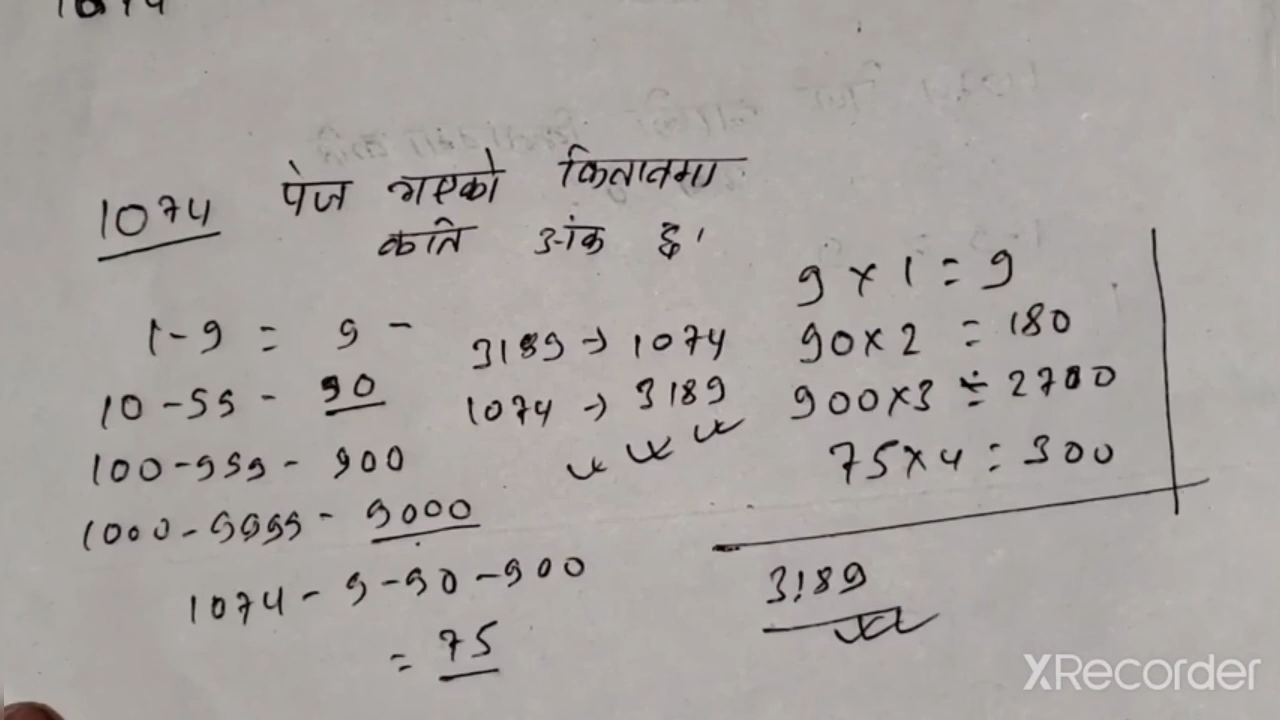 1074
1074 पेज भएको किताबमा
कति अंक छ।
1-9 = 9 -
10-99 - 90
100-999 - 900
1000-9999 - 9000
1074 - 9 - 90 - 900
= 75
3189 → 1074
1074 → 3189
9 × 1 = 9
90 × 2 = 180
900 × 3 = 2700
75 × 4 = 300
3189
XRecorder